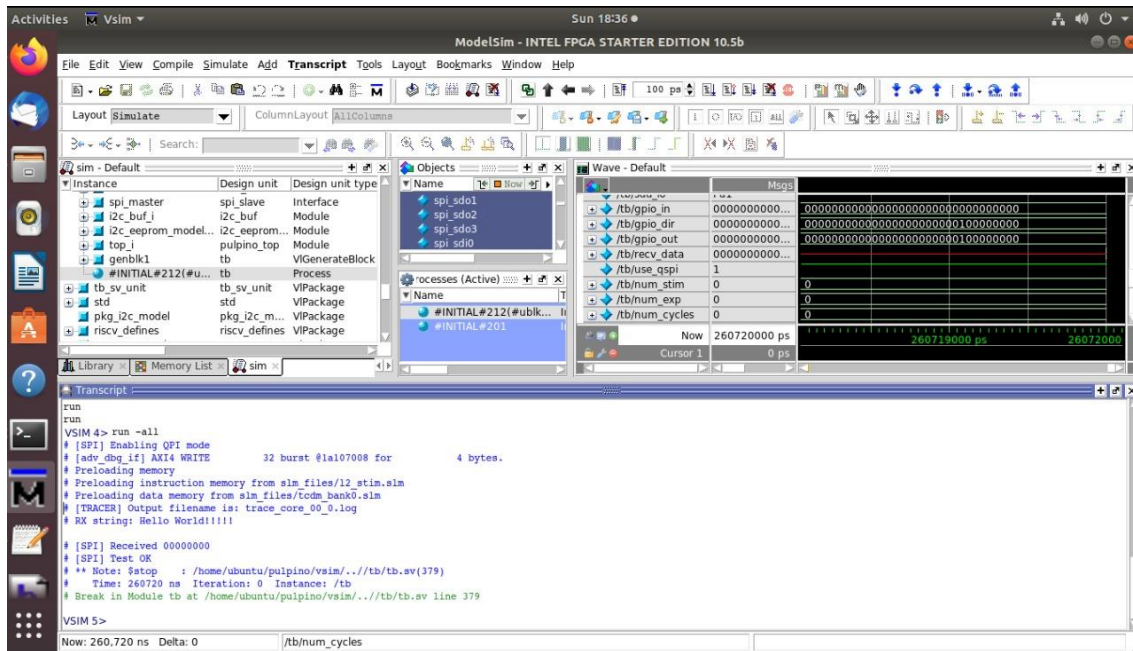 Activities Vsim Sun 18:36
ModelSim - INTEL FPGA STARTER EDITION 10.5b
File Edit View Compile Simulate Add Transcript Tools Layout Bookmarks Window Help
100 ps
Layout Simulate ColumnLayout AllColumns
Search:
sim - Default
Instance Design unit Design unit type
spi_master spi_slave Interface
i2c_buf_i i2c_buf Module
i2c_eeprom_model... i2c_eeprom... Module
top_i pulpino_top Module
genblk1 tb VlGenerateBlock
#INITIAL#212(#u... tb Process
tb_sv_unit tb_sv_unit VlPackage
std std VlPackage
pkg_i2c_model pkg_i2c_m... VlPackage
riscv_defines riscv_defines VlPackage
Library Memory List sim
Objects
Name Now
spi_sdo1
spi_sdo2
spi_sdo3
spi_sdi0
rocesses (Active)
Name
#INITIAL#212(#ublk...
#INITIAL#201
Wave - Default
Msgs
/tb/gpio_in 0000000000... 00000000000000000000000000000000
/tb/gpio_dir 0000000000... 00000000000000000000000100000000
/tb/gpio_out 0000000000... 00000000000000000000000100000000
/tb/recv_data 0000000000...
/tb/use_qspi 1
/tb/num_stim 0 0
/tb/num_exp 0 0
/tb/num_cycles 0 0
Now 260720000 ps 260719000 ps 26072000
Cursor 1 0 ps
Transcript
run
run
VSIM 4> run -all
# [SPI] Enabling QPI mode
# [adv_dbg_if] AXI4 WRITE 32 burst @1a107008 for 4 bytes.
# Preloading memory
# Preloading instruction memory from slm_files/l2_stim.slm
# Preloading data memory from slm_files/tcdm_bank0.slm
# [TRACER] Output filename is: trace_core_00_0.log
# RX string: Hello World!!!!!
# [SPI] Received 00000000
# [SPI] Test OK
# ** Note: $stop : /home/ubuntu/pulpino/vsim/..//tb/tb.sv(379)
# Time: 260720 ns Iteration: 0 Instance: /tb
# Break in Module tb at /home/ubuntu/pulpino/vsim/..//tb/tb.sv line 379
VSIM 5>
Now: 260,720 ns Delta: 0 /tb/num_cycles